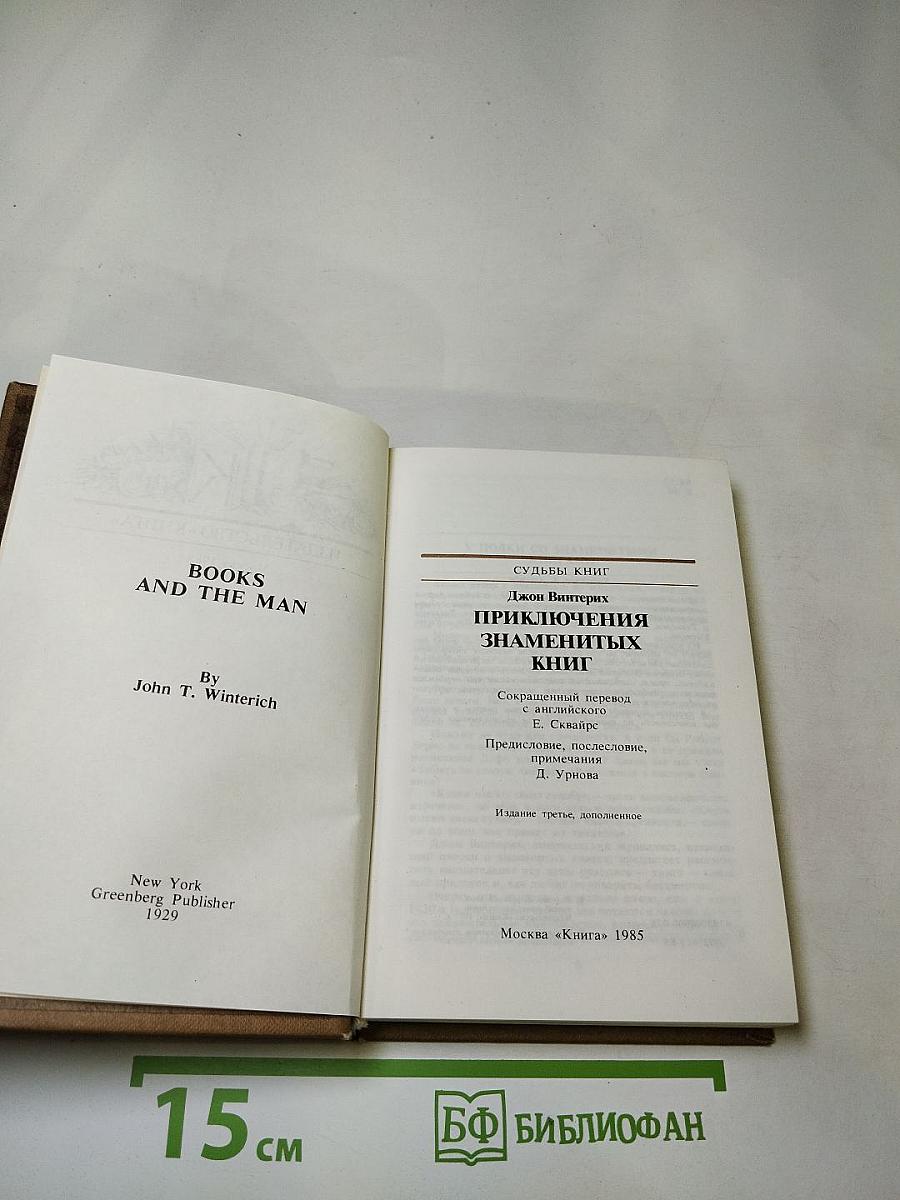 BOOKS
AND THE MAN
By
John T. Winterich
New York
Greenberg Publisher
1929
СУДЬБЫ КНИГ
Джон Винтерих
ПРИКЛЮЧЕНИЯ
ЗНАМЕНИТЫХ
КНИГ
Сокращенный перевод
с английского
Е. Сквайрс
Предисловие, послесловие,
примечания
Д. Урнова
Издание третье, дополненное
Москва «Книга» 1985
15 см
БФ БИБЛИОФАН